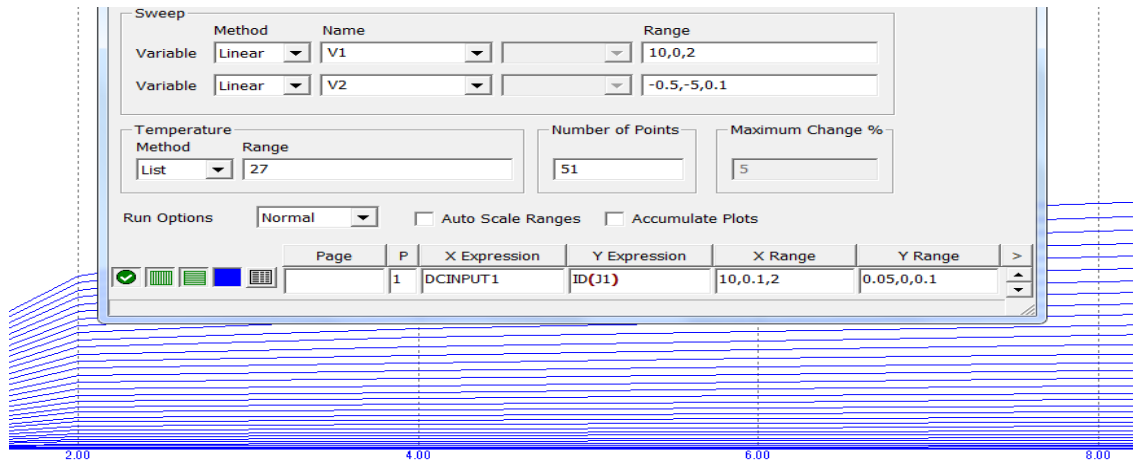 Sweep
Method Name Range
Variable Linear V1 10,0,2
Variable Linear V2 -0.5,-5,0.1
Temperature Number of Points Maximum Change %
Method Range
List 27 51 5
Run Options Normal Auto Scale Ranges Accumulate Plots
Page P X Expression Y Expression X Range Y Range >
1 DCINPUT1 ID(J1) 10,0.1,2 0.05,0,0.1
2.00 4.00 6.00 8.00